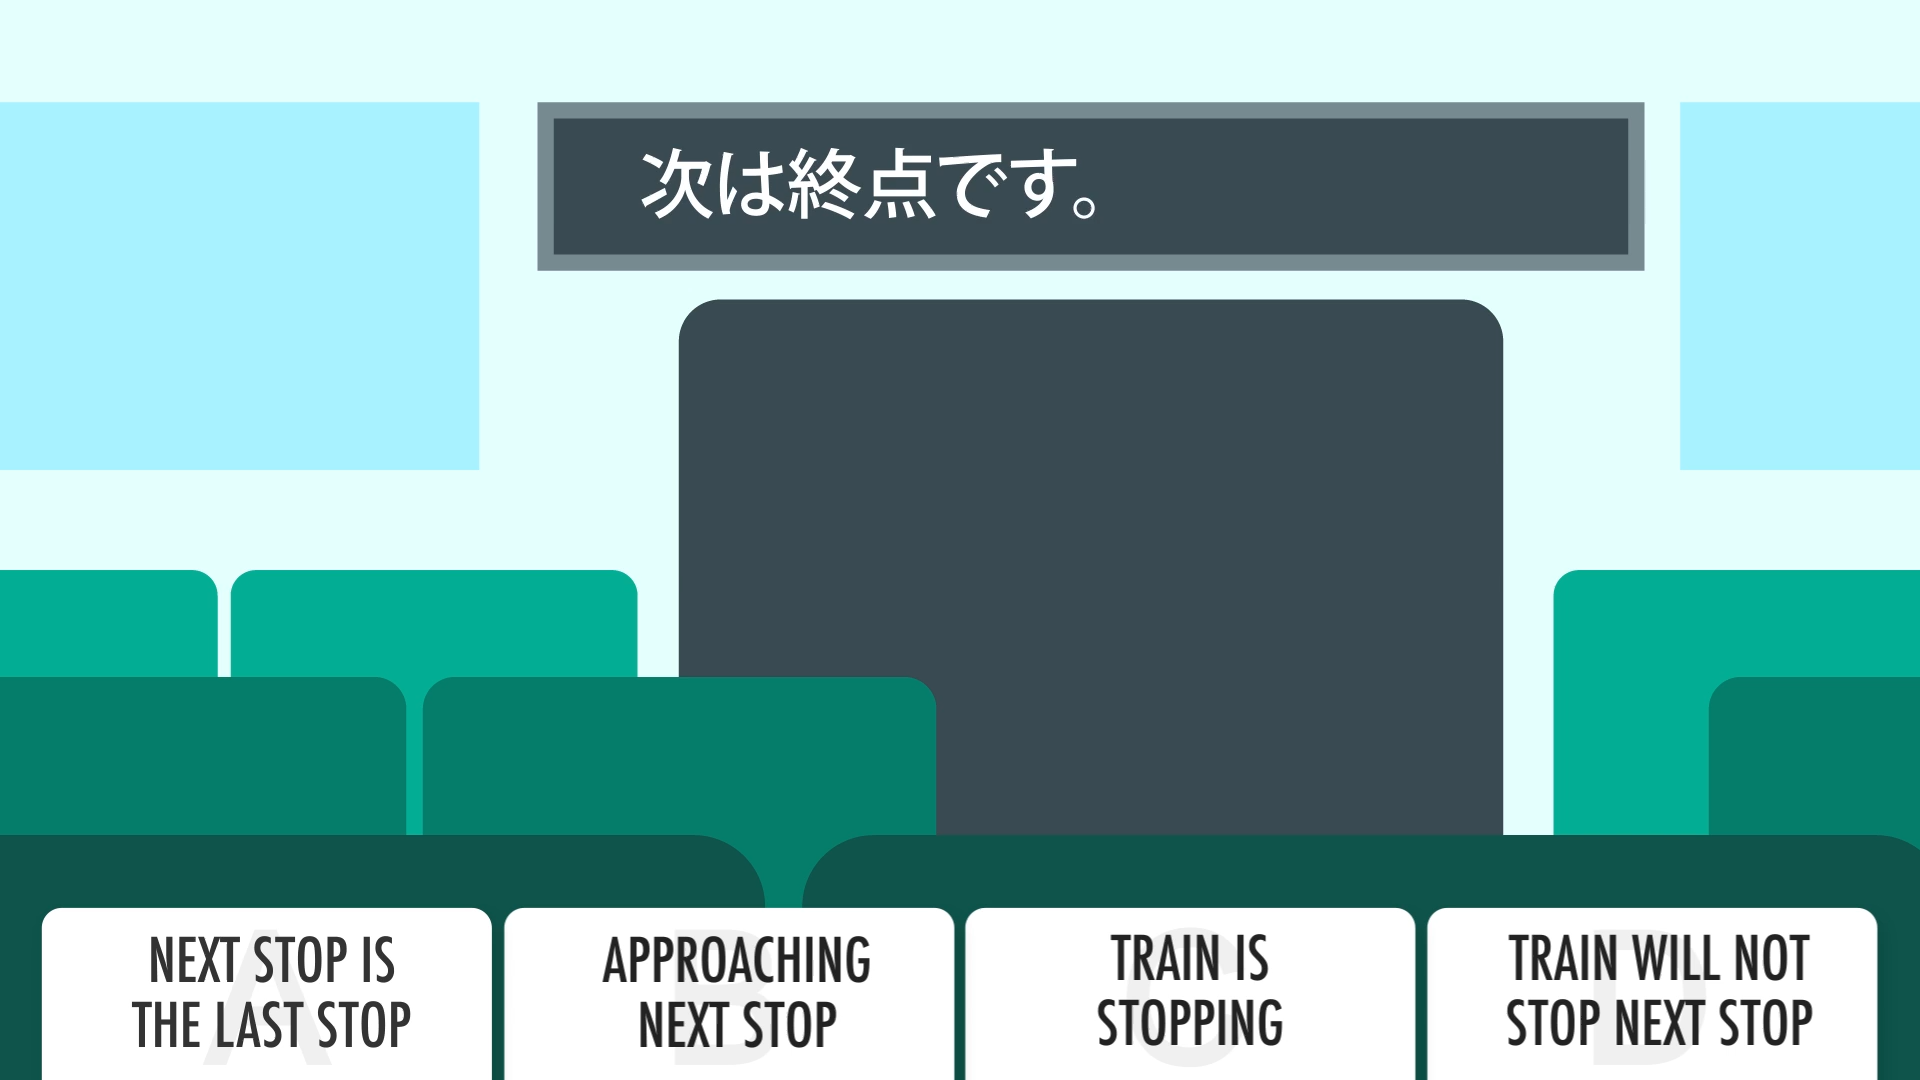 次は終点です。
A
NEXT STOP IS
THE LAST STOP
B
APPROACHING
NEXT STOP
C
TRAIN IS
STOPPING
D
TRAIN WILL NOT
STOP NEXT STOP